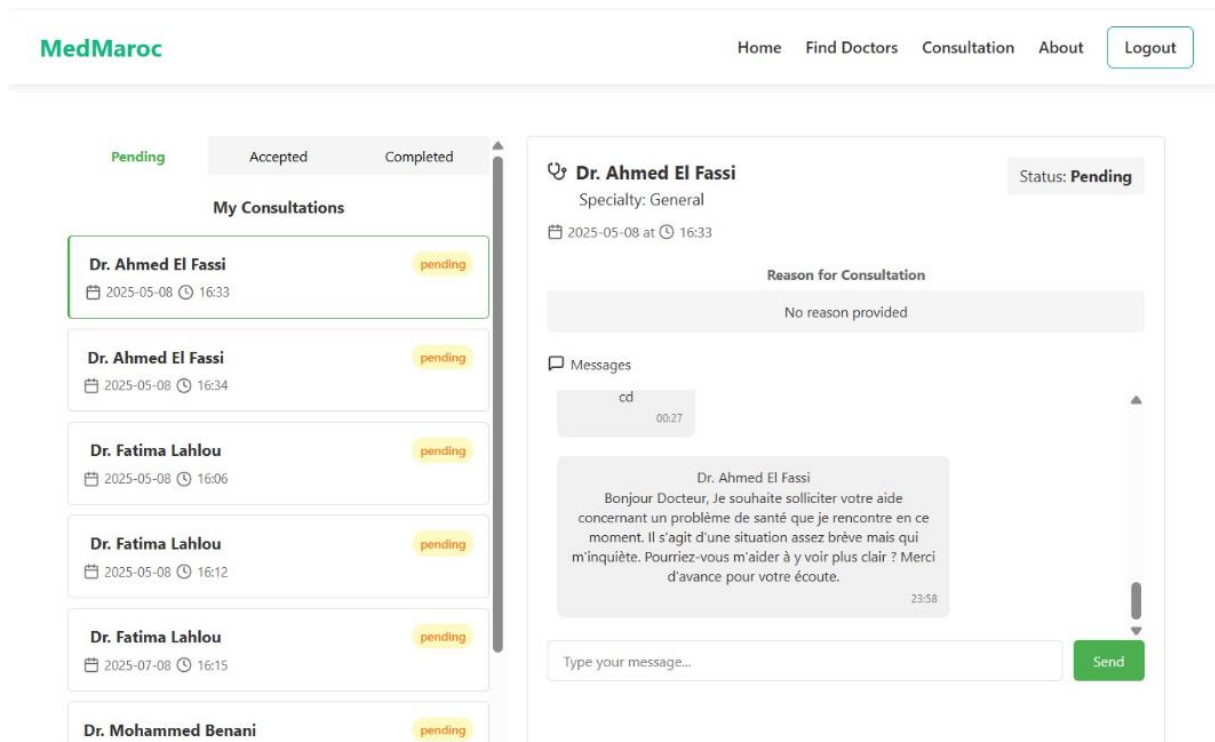 MedMaroc
Home Find Doctors Consultation About Logout
Pending Accepted Completed
My Consultations
Dr. Ahmed El Fassi pending
2025-05-08 16:33
Dr. Ahmed El Fassi pending
2025-05-08 16:34
Dr. Fatima Lahlou pending
2025-05-08 16:06
Dr. Fatima Lahlou pending
2025-05-08 16:12
Dr. Fatima Lahlou pending
2025-07-08 16:15
Dr. Mohammed Benani pending
Dr. Ahmed El Fassi
Status: Pending
Specialty: General
2025-05-08 at 16:33
Reason for Consultation
No reason provided
Messages
cd
00:27
Dr. Ahmed El Fassi
Bonjour Docteur, Je souhaite solliciter votre aide
concernant un problème de santé que je rencontre en ce
moment. Il s'agit d'une situation assez brève mais qui
m'inquiète. Pourriez-vous m'aider à y voir plus clair ? Merci
d'avance pour votre écoute.
23:58
Type your message...
Send